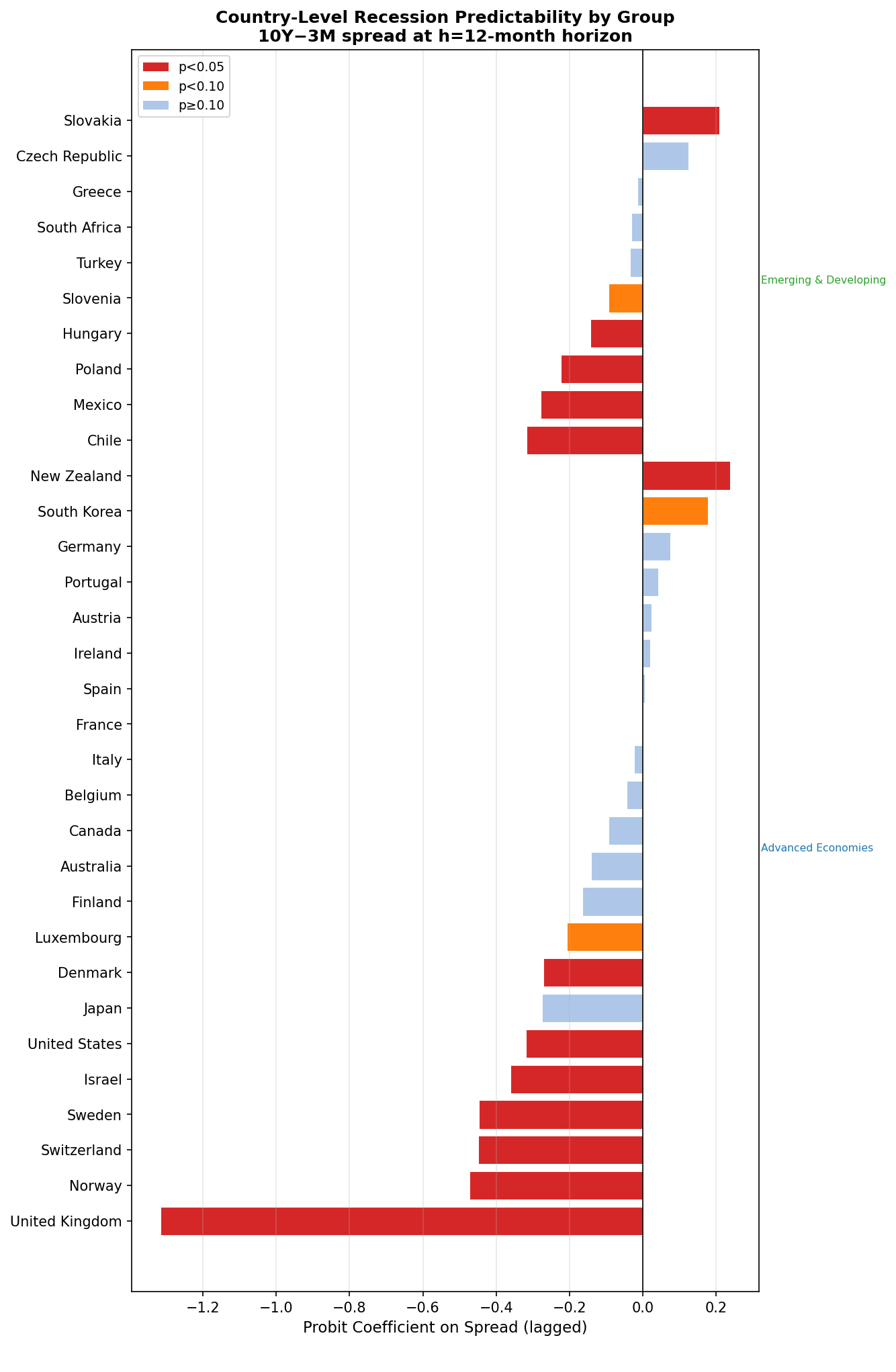 Country-Level Recession Predictability by Group
10Y−3M spread at h=12-month horizon
p<0.05
p<0.10
p≥0.10
Slovakia
Czech Republic
Greece
South Africa
Turkey
Slovenia
Hungary
Poland
Mexico
Chile
New Zealand
South Korea
Germany
Portugal
Austria
Ireland
Spain
France
Italy
Belgium
Canada
Australia
Finland
Luxembourg
Denmark
Japan
United States
Israel
Sweden
Switzerland
Norway
United Kingdom
Emerging & Developing
Advanced Economies
−1.2 −1.0 −0.8 −0.6 −0.4 −0.2 0.0 0.2
Probit Coefficient on Spread (lagged)